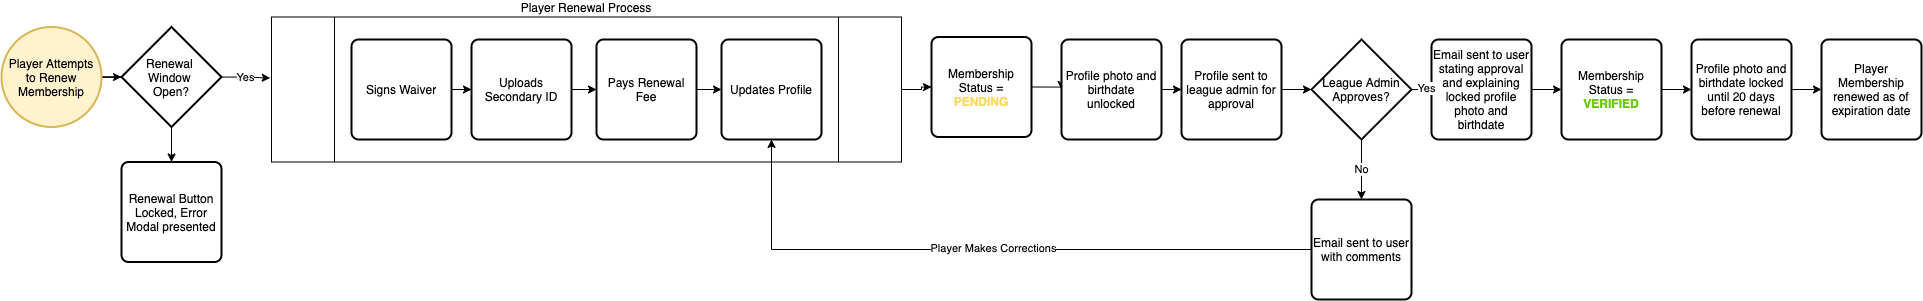 Player Renewal Process
Player Attempts
to Renew
Membership
Renewal
Window
Open?
Yes
Renewal Button
Locked, Error
Modal presented
Signs Waiver
Uploads
Secondary ID
Pays Renewal
Fee
Updates Profile
Membership
Status =
PENDING
Profile photo and
birthdate
unlocked
Profile sent to
league admin for
approval
League Admin
Approves?
Yes
No
Email sent to user
with comments
Player Makes Corrections
Email sent to user
stating approval
and explaining
locked profile
photo and
birthdate
Membership
Status =
VERIFIED
Profile photo and
birthdate locked
until 20 days
before renewal
Player
Membership
renewed as of
expiration date